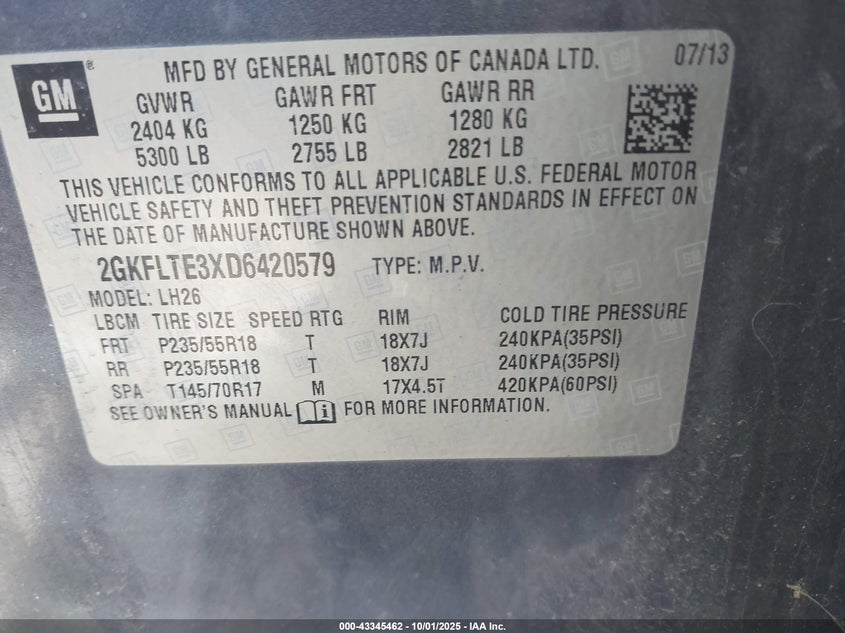 GM ® MFD BY GENERAL MOTORS OF CANADA LTD. 07/13
GVWR GAWR FRT GAWR RR
2404 KG 1250 KG 1280 KG
5300 LB 2755 LB 2821 LB
THIS VEHICLE CONFORMS TO ALL APPLICABLE U.S. FEDERAL MOTOR
VEHICLE SAFETY AND THEFT PREVENTION STANDARDS IN EFFECT ON
THE DATE OF MANUFACTURE SHOWN ABOVE.
2GKFLTE3XD6420579 TYPE: M.P.V.
MODEL: LH26
LBCM TIRE SIZE SPEED RTG RIM COLD TIRE PRESSURE
FRT P235/55R18 T 18X7J 240KPA(35PSI)
RR P235/55R18 T 18X7J 240KPA(35PSI)
SPA T145/70R17 M 17X4.5T 420KPA(60PSI)
SEE OWNER'S MANUAL i FOR MORE INFORMATION.
000-43345462 - 10/01/2025 - IAA Inc.